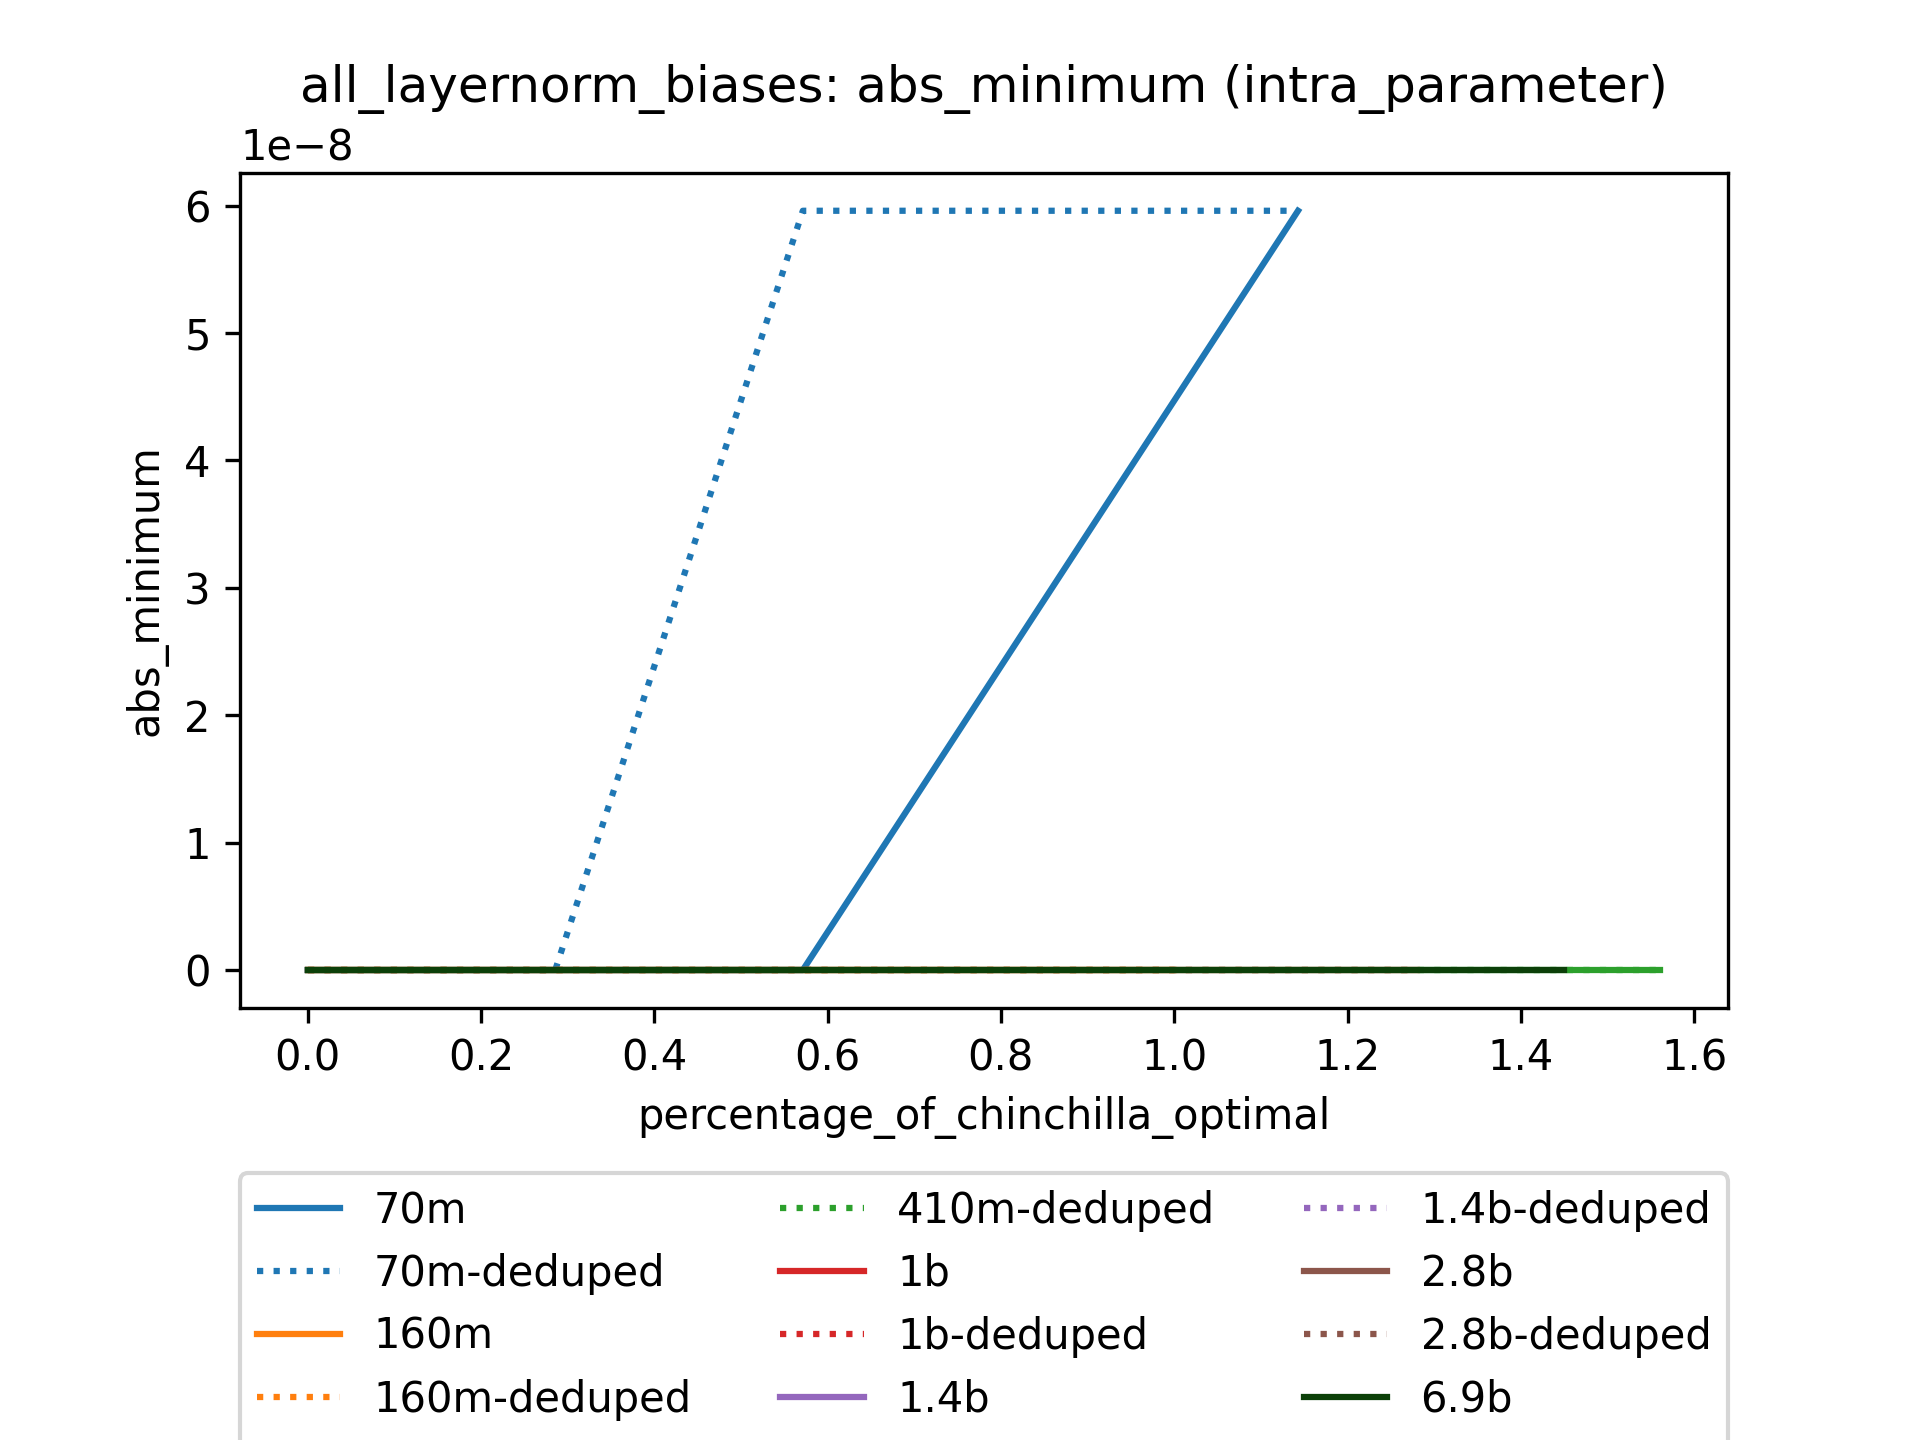 all_layernorm_biases: abs_minimum (intra_parameter)
1e−8
6
5
4
3
2
1
0
abs_minimum
0.0 0.2 0.4 0.6 0.8 1.0 1.2 1.4 1.6
percentage_of_chinchilla_optimal
70m
70m-deduped
160m
160m-deduped
410m-deduped
1b
1b-deduped
1.4b
1.4b-deduped
2.8b
2.8b-deduped
6.9b